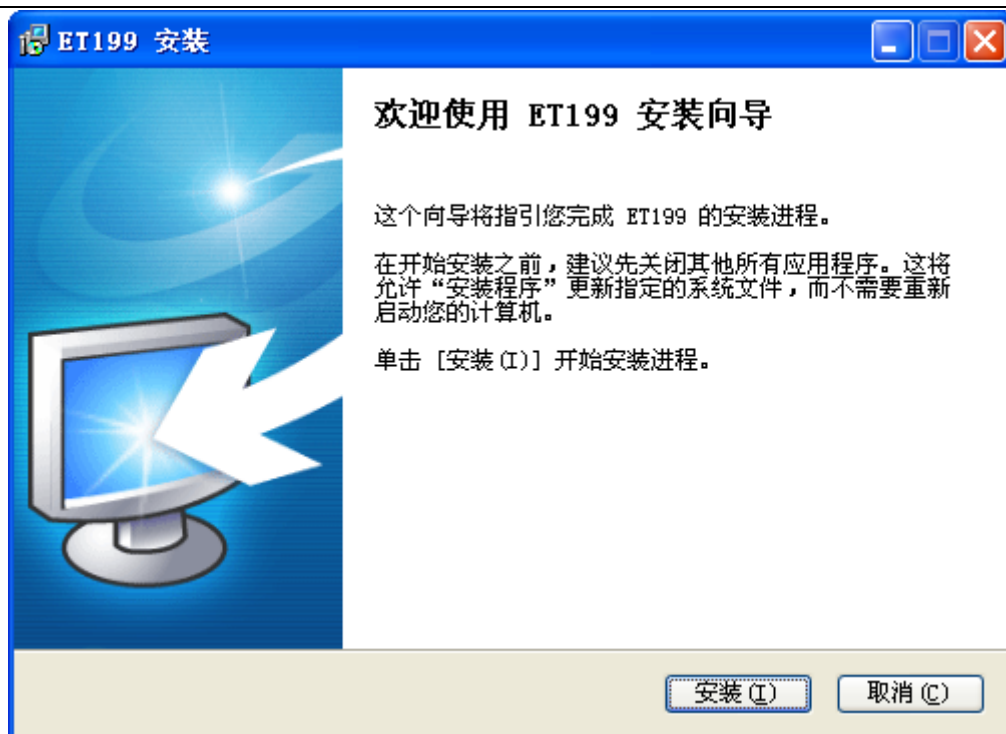 ET199 安装
欢迎使用 ET199 安装向导
这个向导将指引您完成 ET199 的安装进程。
在开始安装之前，建议先关闭其他所有应用程序。这将
允许“安装程序”更新指定的系统文件，而不需要重新
启动您的计算机。
单击 [安装(I)] 开始安装进程。
安装(I)
取消(C)